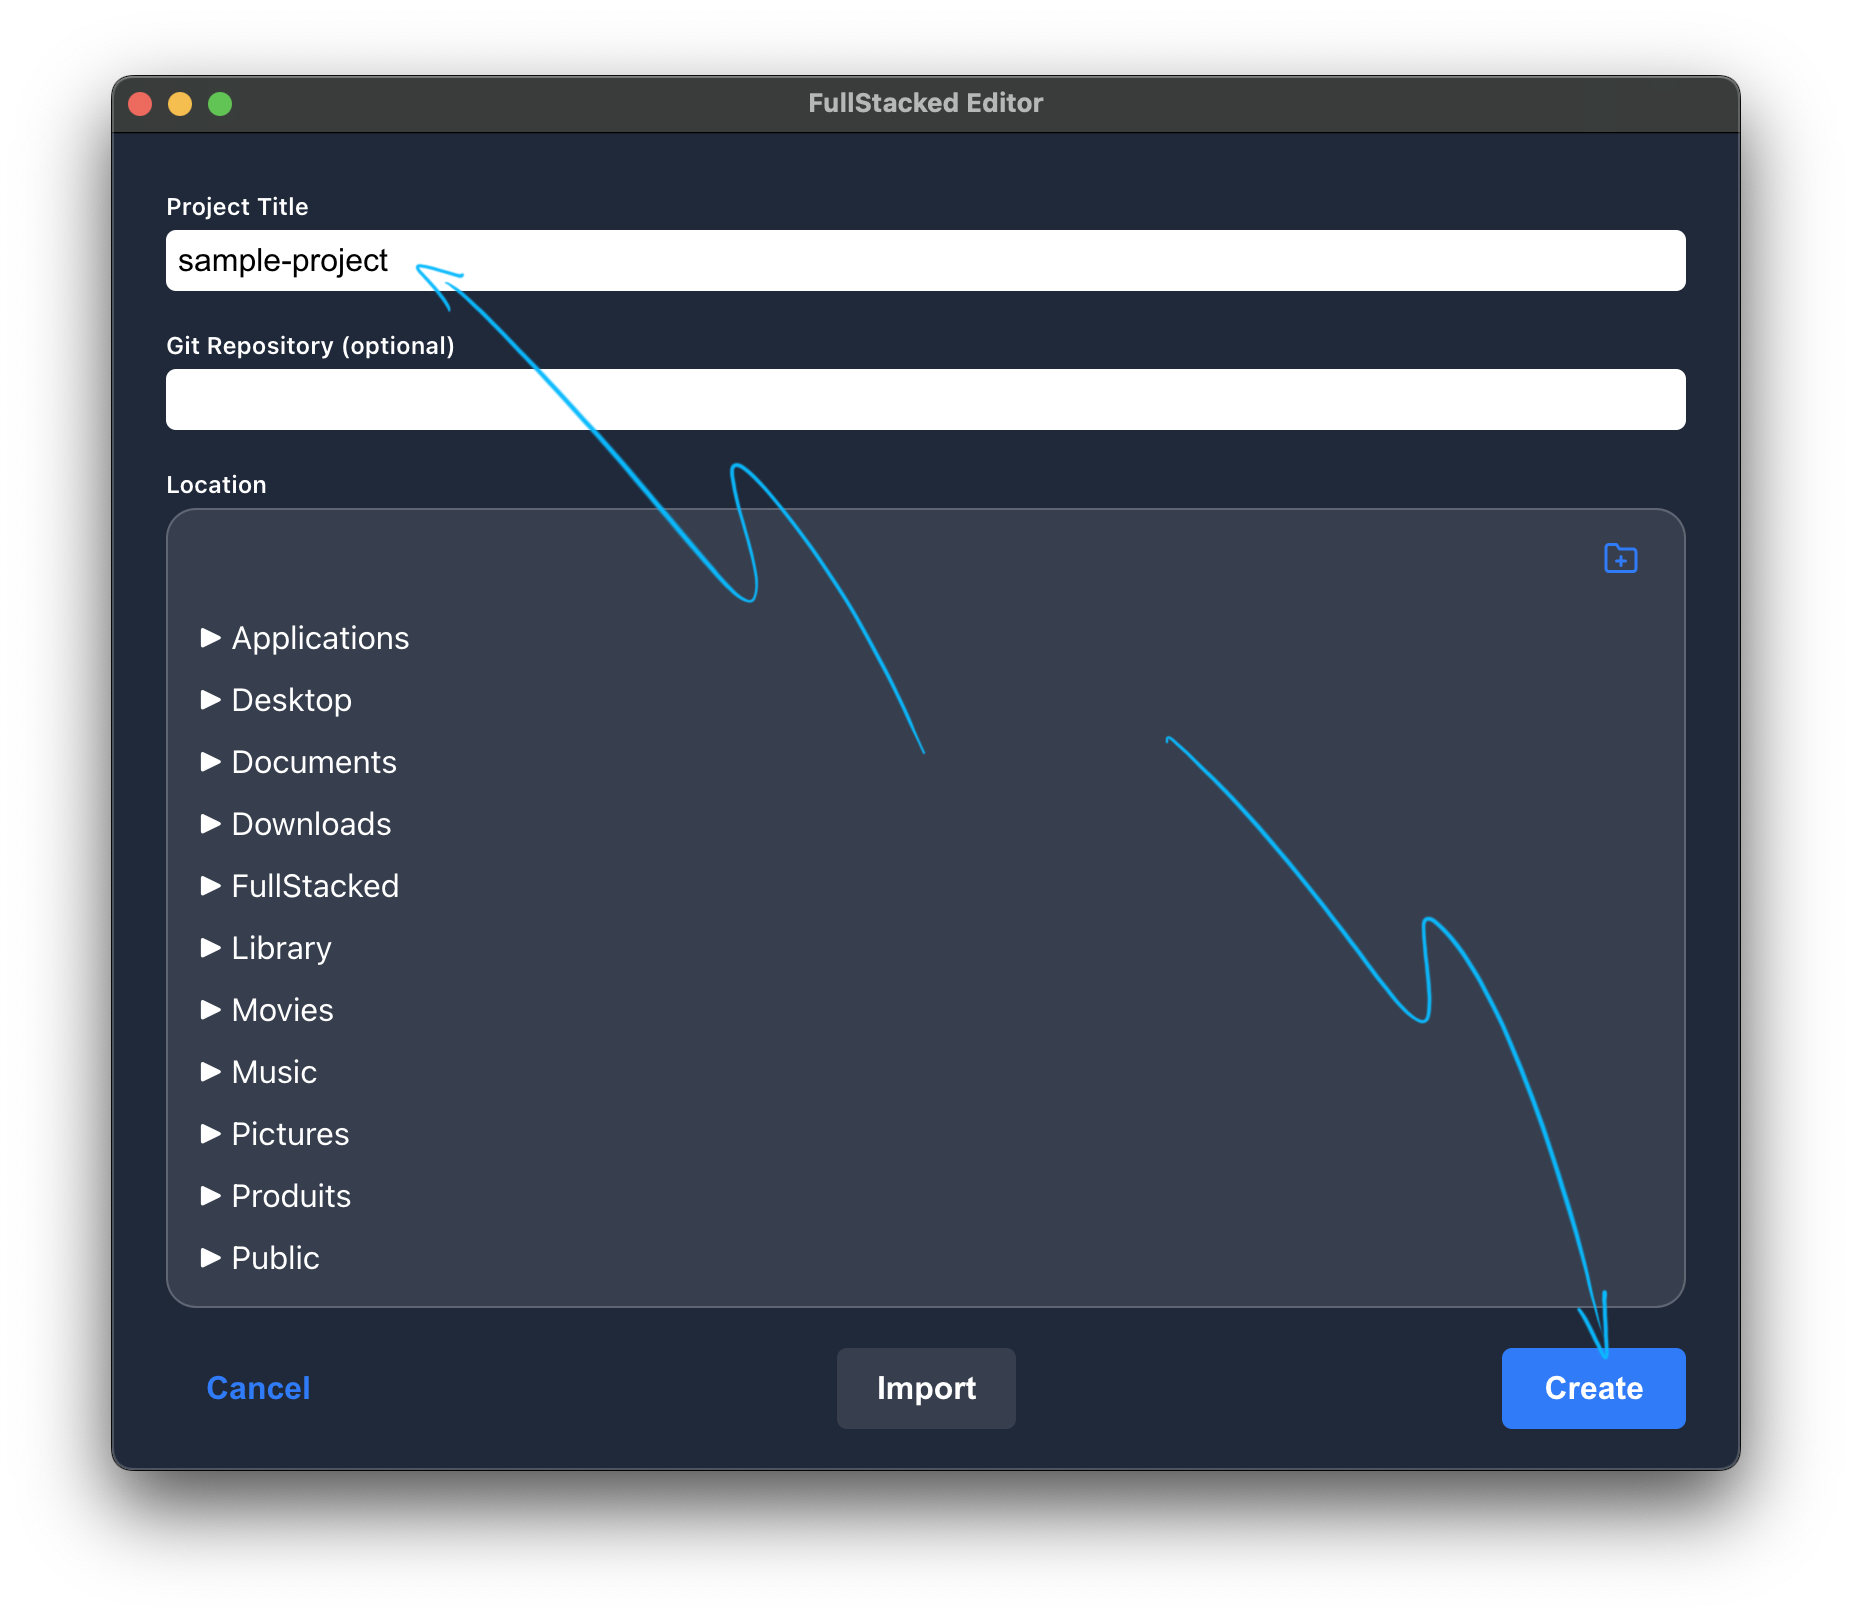 FullStacked Editor
Project Title
sample-project
Git Repository (optional)
Location
Applications
Desktop
Documents
Downloads
FullStacked
Library
Movies
Music
Pictures
Produits
Public
Cancel Import Create